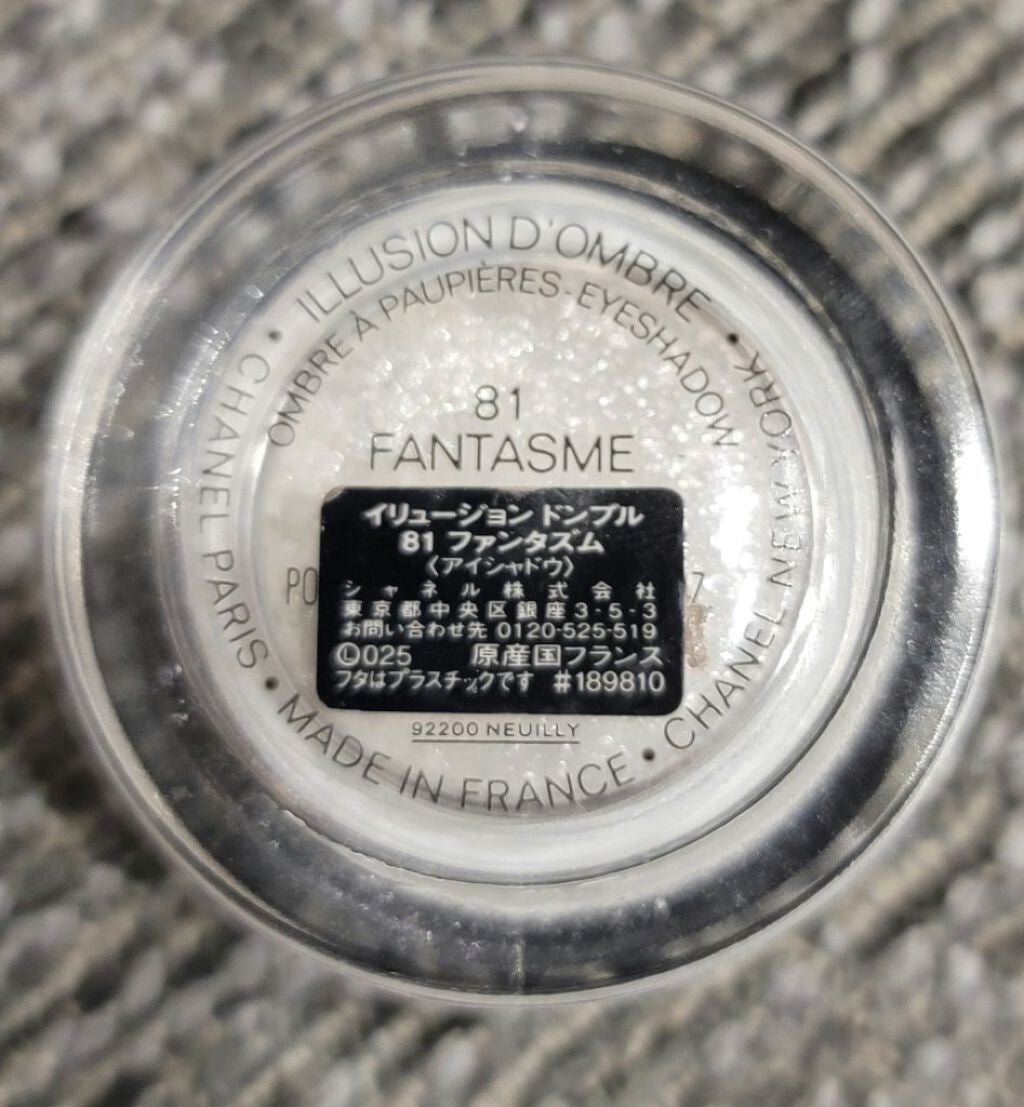 • ILLUSION D'OMBRE •
OMBRE À PAUPIÈRES-EYESHADOW
CHANEL PARIS •
CHANEL NEW YORK
81
FANTASME
イリュージョン ドンブル
81 ファンタズム
〈アイシャドウ〉
シャネル株式会社
東京都中央区銀座3-5-3
お問い合わせ先 0120-525-519
Ⓛ025 原産国フランス
フタはプラスチックです #189810
92200 NEUILLY
MADE IN FRANCE •